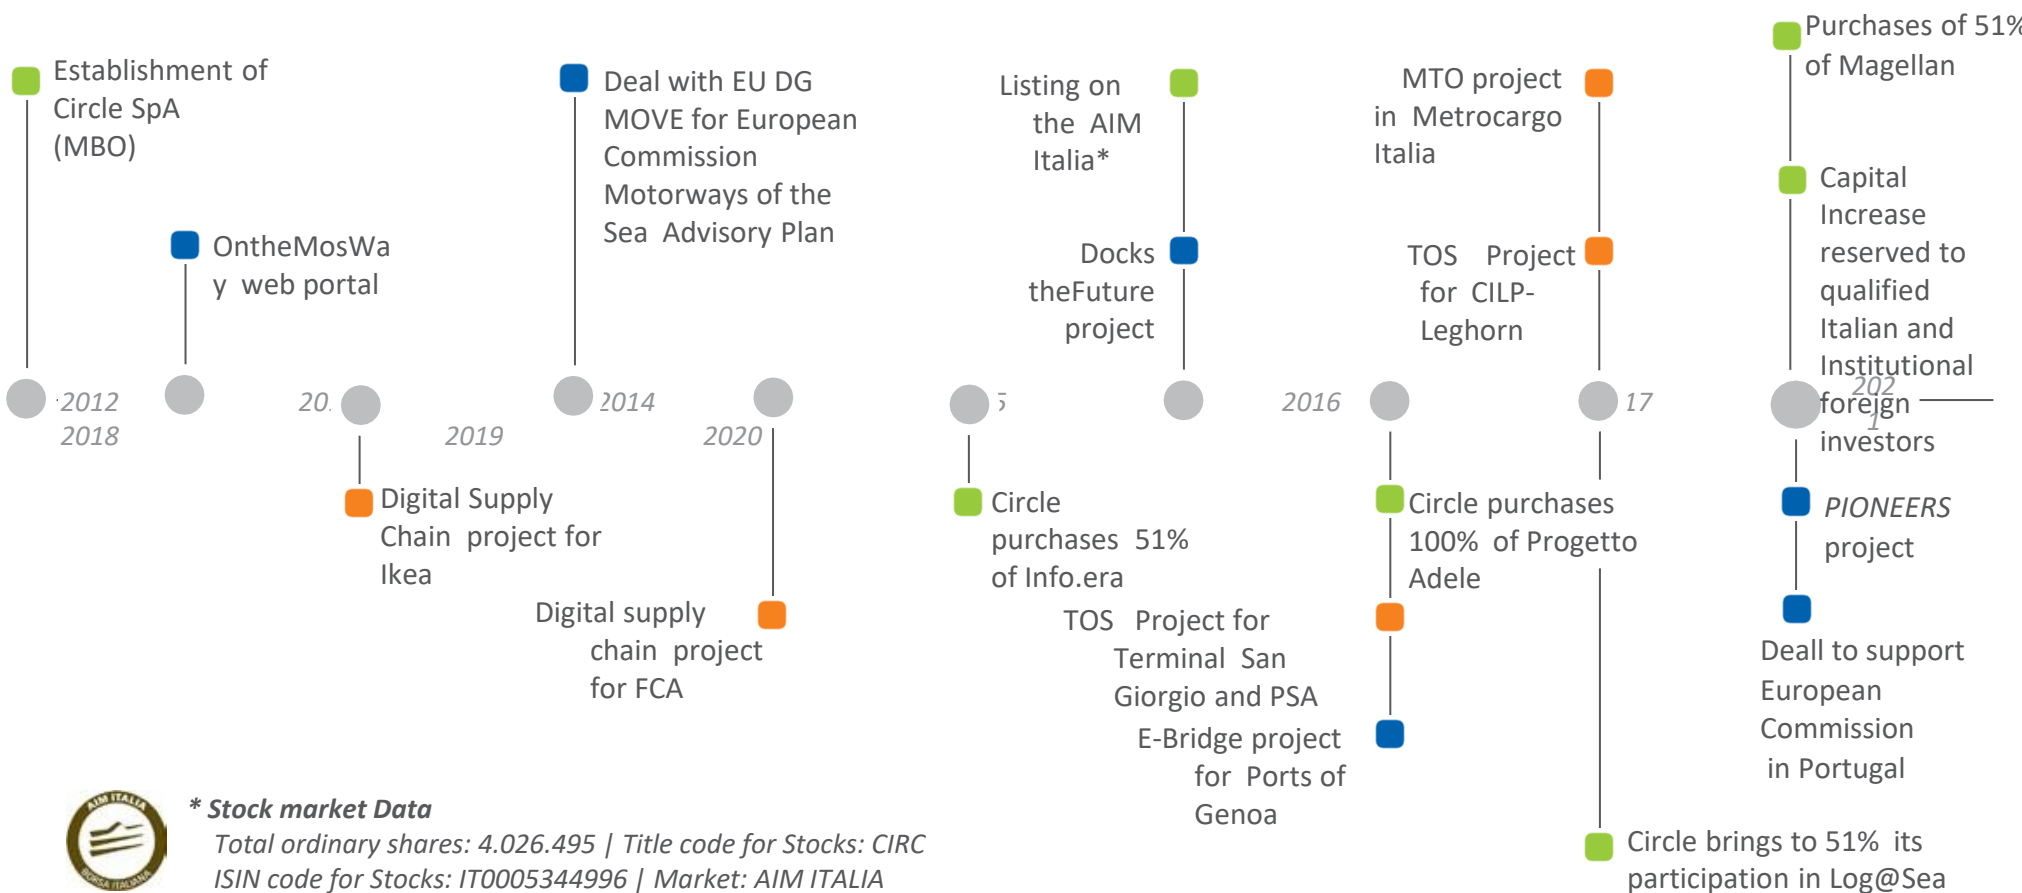 Establishment of
Circle SpA
(MBO)
OntheMosWa
y web portal
Deal with EU DG
MOVE for European
Commission
Motorways of the
Sea Advisory Plan
Listing on
the AIM
Italia*
Docks
theFuture
project
MTO project
in Metrocargo
Italia
TOS Project
for CILP-
Leghorn
Purchases of 51%
of Magellan
Capital
Increase
reserved to
qualified
Italian and
Institutional
foreign
investors
2012
2014
2016
17
202
1
2018
2019
2020
Digital Supply
Chain project for
Ikea
Digital supply
chain project
for FCA
Circle
purchases 51%
of Info.era
Circle purchases
100% of Progetto
Adele
TOS Project for
Terminal San
Giorgio and PSA
E-Bridge project
for Ports of
Genoa
PIONEERS
project
Deall to support
European
Commission
in Portugal
Circle brings to 51% its
participation in Log@Sea
AIM ITALIA
BORSA ITALIANA
* Stock market Data
Total ordinary shares: 4.026.495 | Title code for Stocks: CIRC
ISIN code for Stocks: IT0005344996 | Market: AIM ITALIA